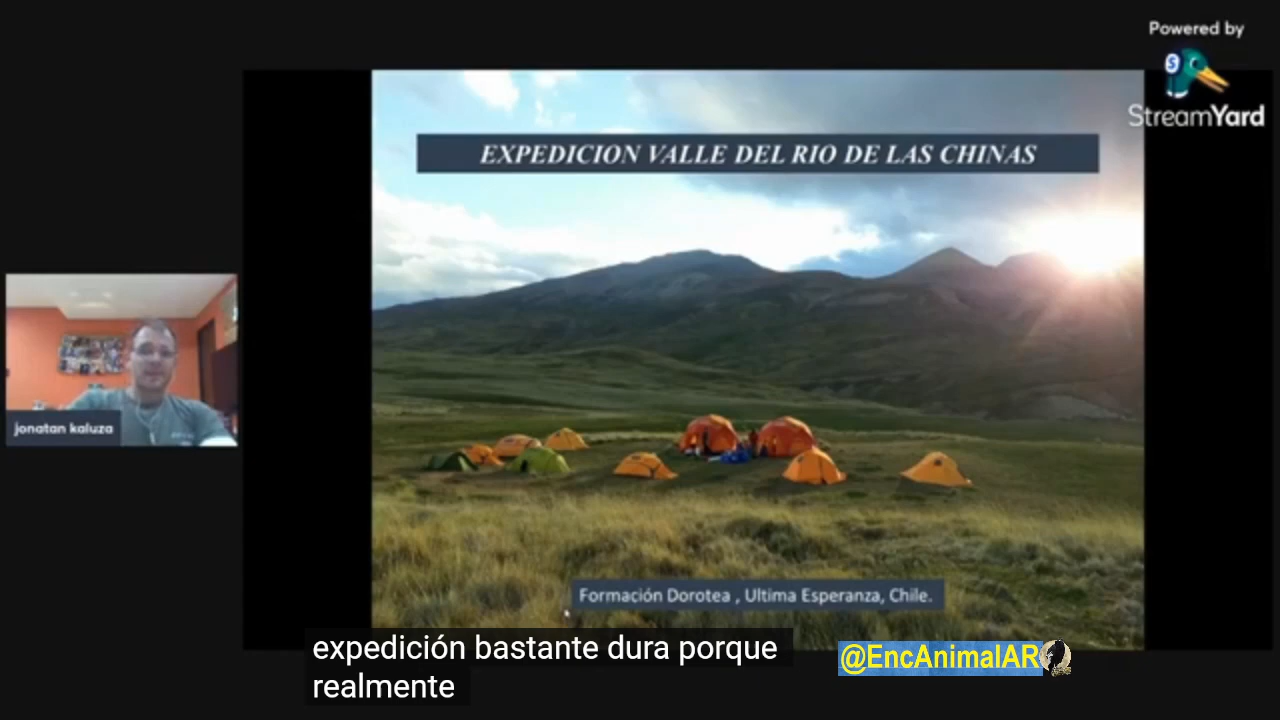 Powered by
StreamYard
EXPEDICION VALLE DEL RIO DE LAS CHINAS
jonatan kaluza
Formación Dorotea , Ultima Esperanza, Chile.
expedición bastante dura porque
realmente
@EncAnimalAR